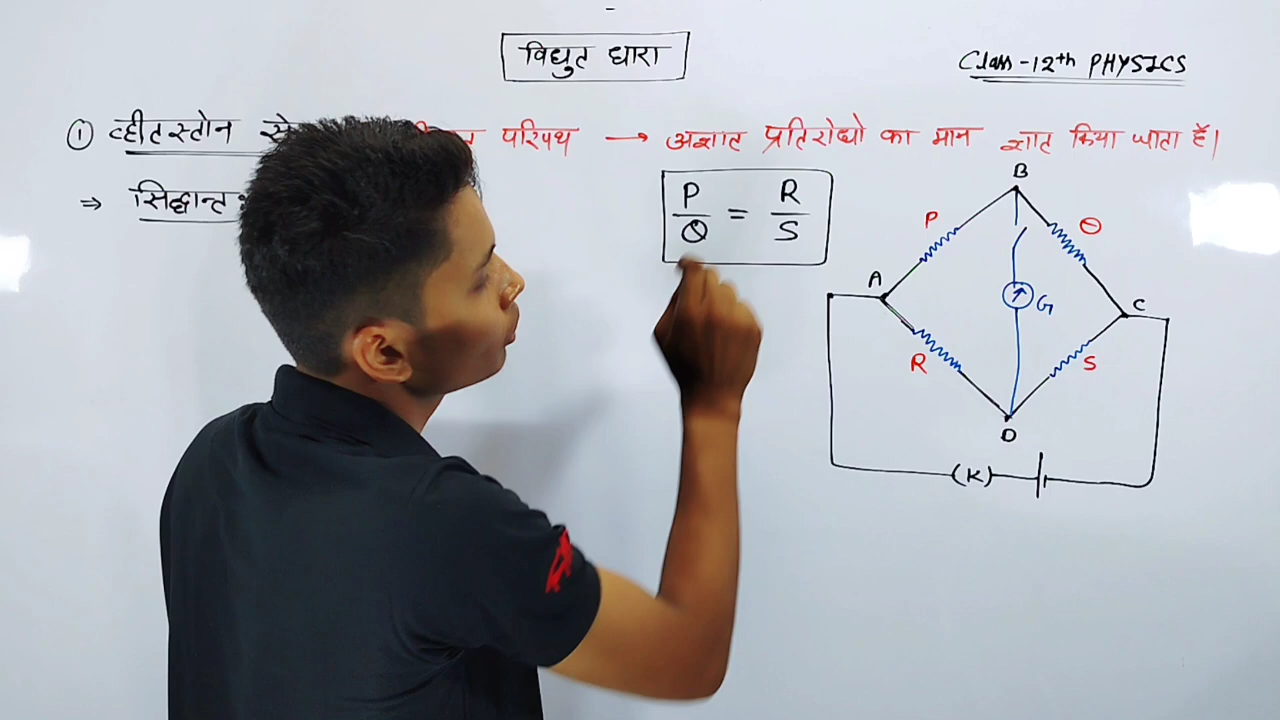 विद्युत धारा
Class-12th PHYSICS
① व्हीटस्टोन परिपथ → अज्ञात प्रतिरोधो का मान ज्ञात किया जाता है।
⇒ सिद्धान्त
P/Q = R/S
B
P
Q
A
G
C
R
S
D
(K)